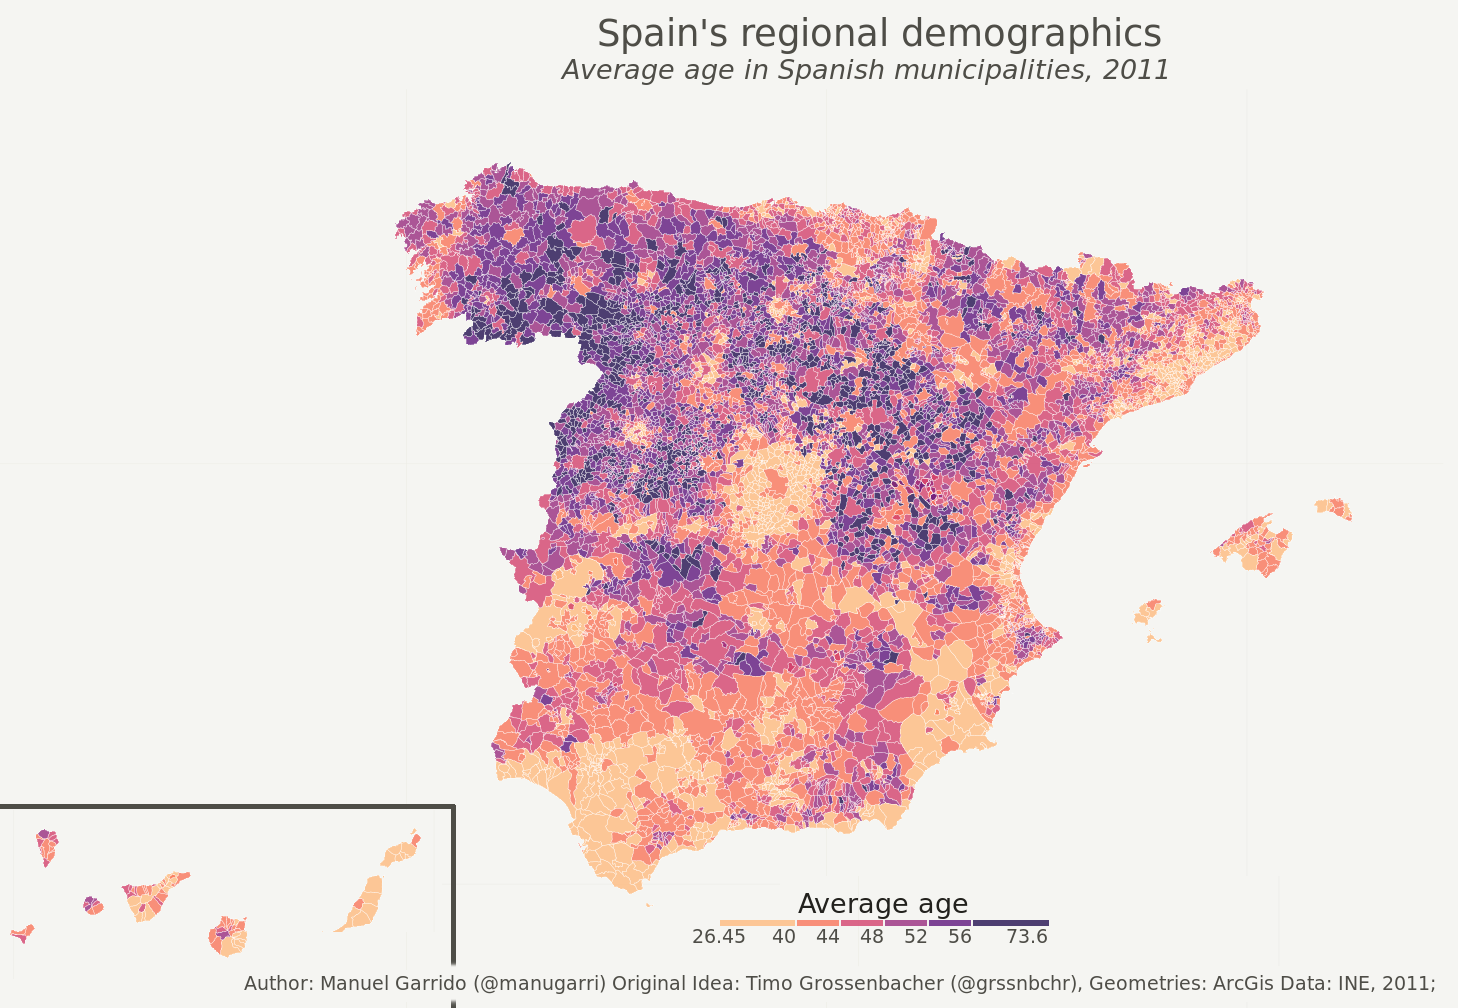 Spain's regional demographics
Average age in Spanish municipalities, 2011
Average age
26.45 40 44 48 52 56 73.6
Author: Manuel Garrido (@manugarri) Original Idea: Timo Grossenbacher (@grssnbchr), Geometries: ArcGis Data: INE, 2011;